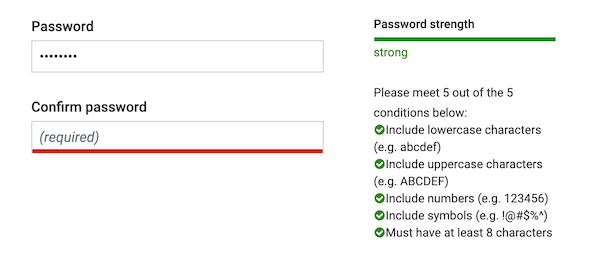 Password
••••••••
Confirm password
(required)
Password strength
strong
Please meet 5 out of the 5
conditions below:
Include lowercase characters
(e.g. abcdef)
Include uppercase characters
(e.g. ABCDEF)
Include numbers (e.g. 123456)
Include symbols (e.g. !@#$%^)
Must have at least 8 characters